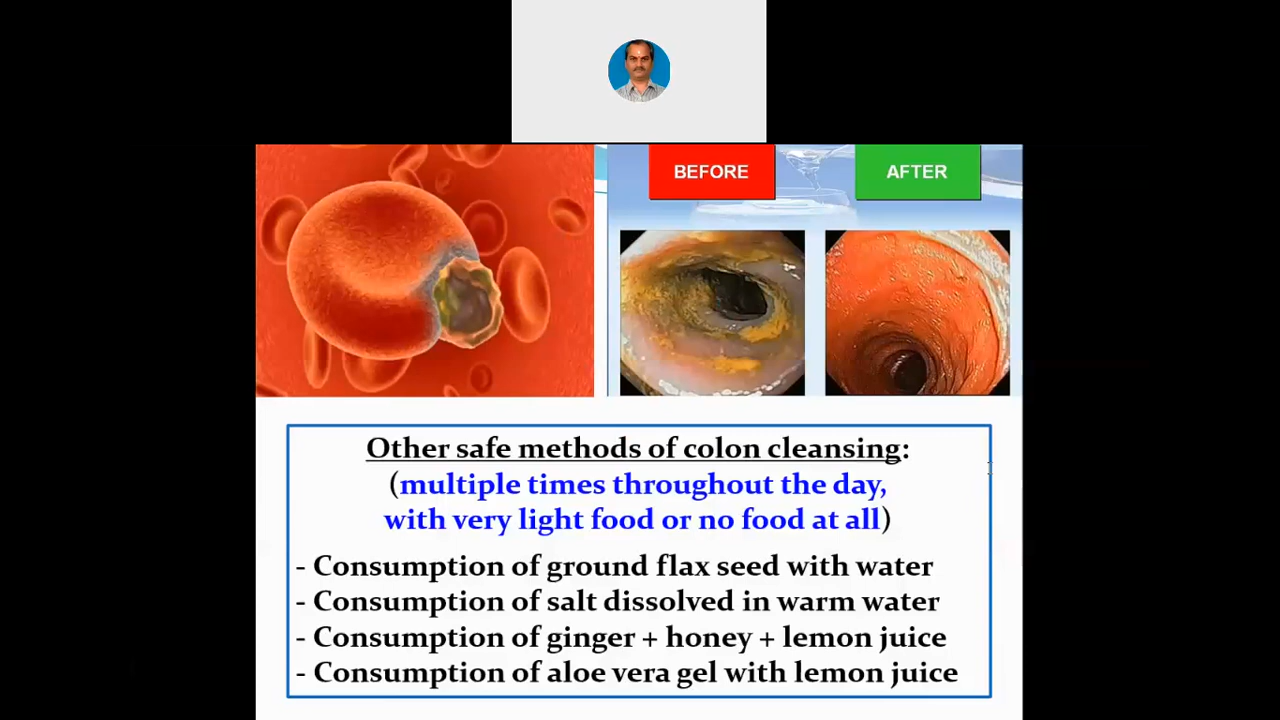 BEFORE
AFTER
Other safe methods of colon cleansing:
(multiple times throughout the day,
with very light food or no food at all)
- Consumption of ground flax seed with water
- Consumption of salt dissolved in warm water
- Consumption of ginger + honey + lemon juice
- Consumption of aloe vera gel with lemon juice